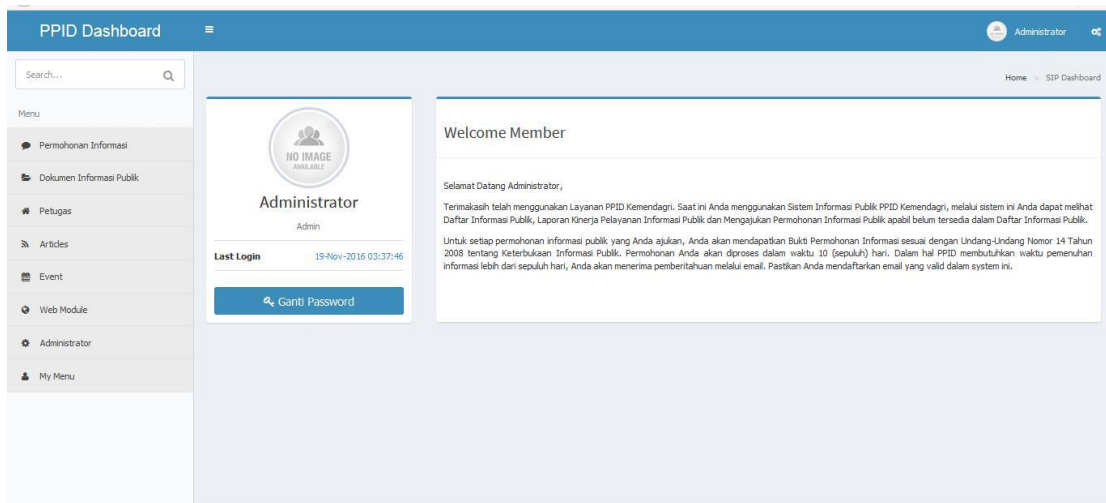 PPID Dashboard
Administrator
Search...
Home > SIP Dashboard
Menu
Permohonan Informasi
Dokumen Informasi Publik
Petugas
Articles
Event
Web Module
Administrator
My Menu
NO IMAGE
AVAILABLE
Administrator
Admin
Last Login 19-Nov-2016 03:37:46
Ganti Password
Welcome Member
Selamat Datang Administrator,
Terimakasih telah menggunakan Layanan PPID Kemendagri. Saat ini Anda menggunakan Sistem Informasi Publik PPID Kemendagri, melalui sistem ini Anda dapat melihat
Daftar Informasi Publik, Laporan Kinerja Pelayanan Informasi Publik dan Mengajukan Permohonan Informasi Publik apabil belum tersedia dalam Daftar Informasi Publik.
Untuk setiap permohonan informasi publik yang Anda ajukan, Anda akan mendapatkan Bukti Permohonan Informasi sesuai dengan Undang-Undang Nomor 14 Tahun
2008 tentang Keterbukaan Informasi Publik. Permohonan Anda akan diproses dalam waktu 10 (sepuluh) hari. Dalam hal PPID membutuhkan waktu pemenuhan
informasi lebih dari sepuluh hari, Anda akan menerima pemberitahuan melalui email. Pastikan Anda mendaftarkan email yang valid dalam system ini.